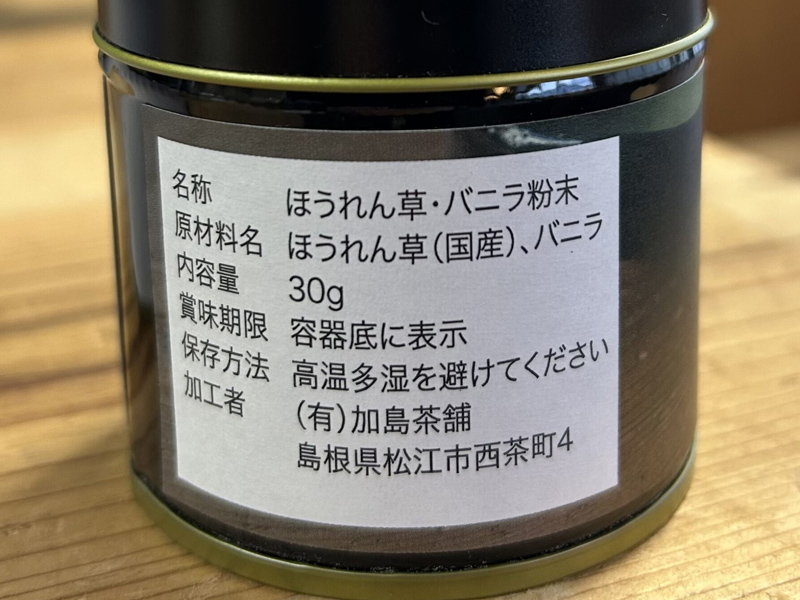 名称 ほうれん草・バニラ粉末
原材料名 ほうれん草(国産)、バニラ
内容量 30g
賞味期限 容器底に表示
保存方法 高温多湿を避けてください
加工者 (有)加島茶舗
島根県松江市西茶町4